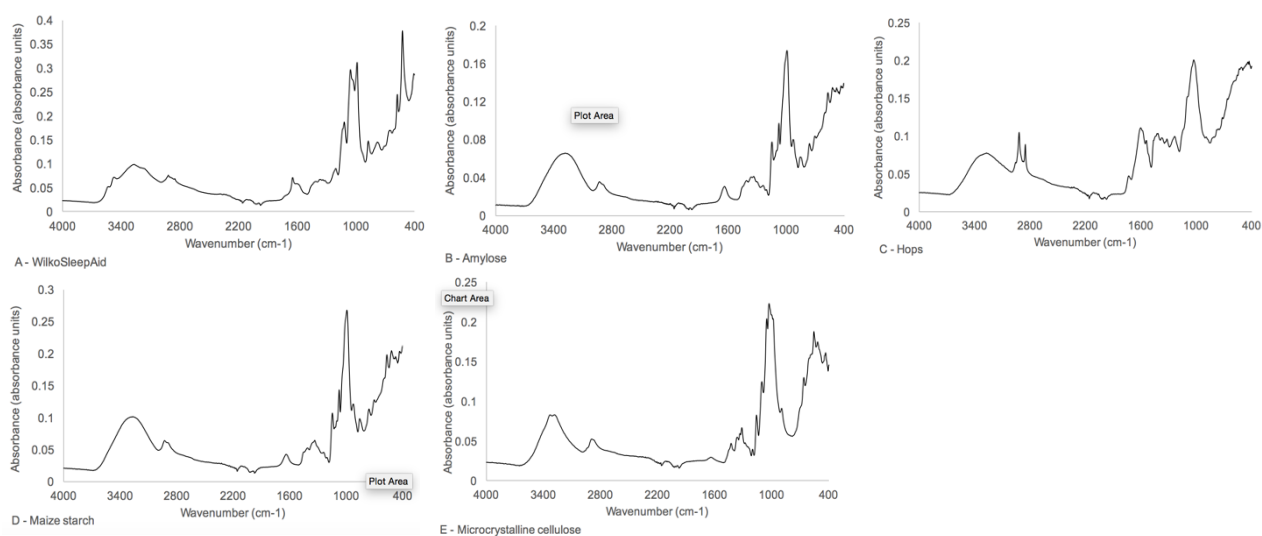 0.4
0.35
0.3
0.25
0.2
0.15
0.1
0.05
0
Absorbance (absorbance units)
4000 3400 2800 2200 1600 1000 400
Wavenumber (cm-1)
A - WilkoSleepAid
0.2
0.16
0.12
0.08
0.04
0
Absorbance (absorbance units)
Plot Area
4000 3400 2800 2200 1600 1000 400
Wavenumber (cm-1)
B - Amylose
0.25
0.2
0.15
0.1
0.05
0
Absorbance (absorbance units)
4000 3400 2800 2200 1600 1000 400
Wavenumber (cm-1)
C - Hops
0.3
0.25
0.2
0.15
0.1
0.05
0
Absorbance (absorbance units)
Plot Area
4000 3400 2800 2200 1600 1000 400
Wavenumber (cm-1)
D - Maize starch
0.25
Chart Area
0.2
0.15
0.1
0.05
0
Absorbance (absorbance units)
4000 3400 2800 2200 1600 1000 400
Wavenumber (cm-1)
E - Microcrystalline cellulose